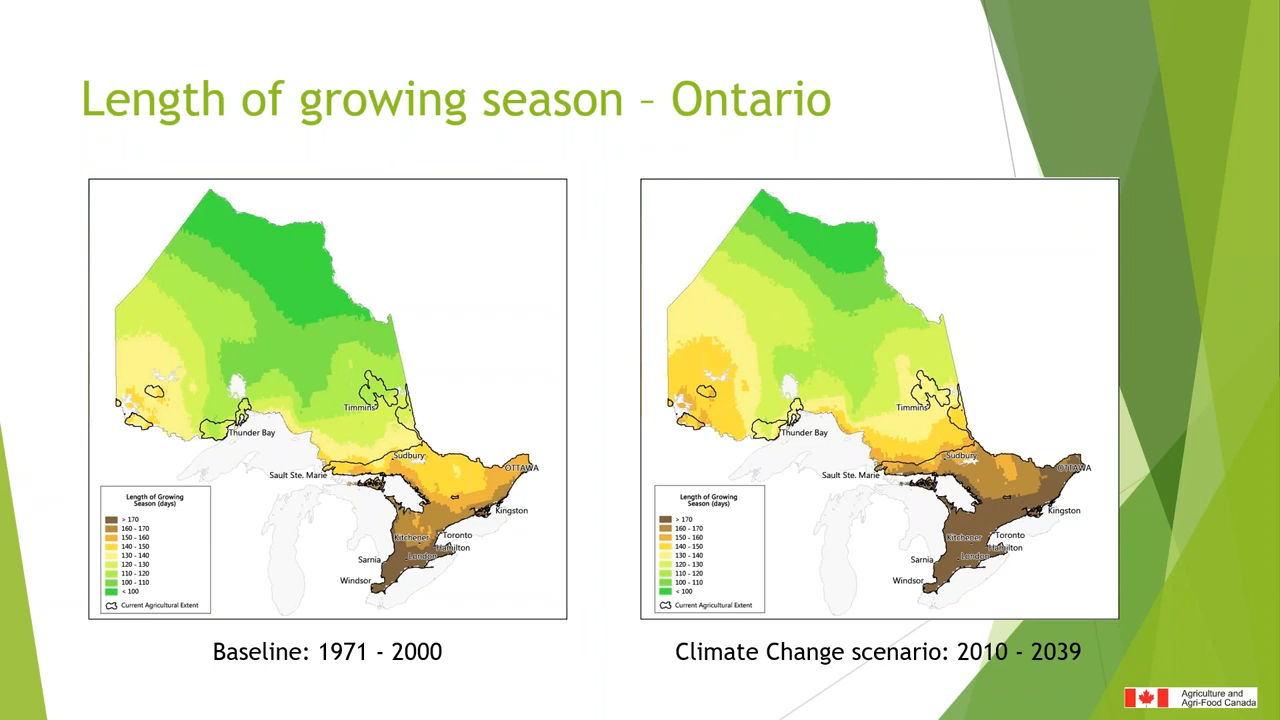 Length of growing season – Ontario
Timmins
Thunder Bay
Sudbury
OTTAWA
Sault Ste. Marie
Kingston
Kitchener
Toronto
Hamilton
London
Sarnia
Windsor
Length of Growing
Season (days)
> 170
160 - 170
150 - 160
140 - 150
130 - 140
120 - 130
110 - 120
100 - 110
< 100
Current Agricultural Extent
Baseline: 1971 - 2000
Timmins
Thunder Bay
Sudbury
OTTAWA
Sault Ste. Marie
Kingston
Kitchener
Toronto
Hamilton
London
Sarnia
Windsor
Length of Growing
Season (days)
> 170
160 - 170
150 - 160
140 - 150
130 - 140
120 - 130
110 - 120
100 - 110
< 100
Current Agricultural Extent
Climate Change scenario: 2010 - 2039
Agriculture and
Agri-Food Canada